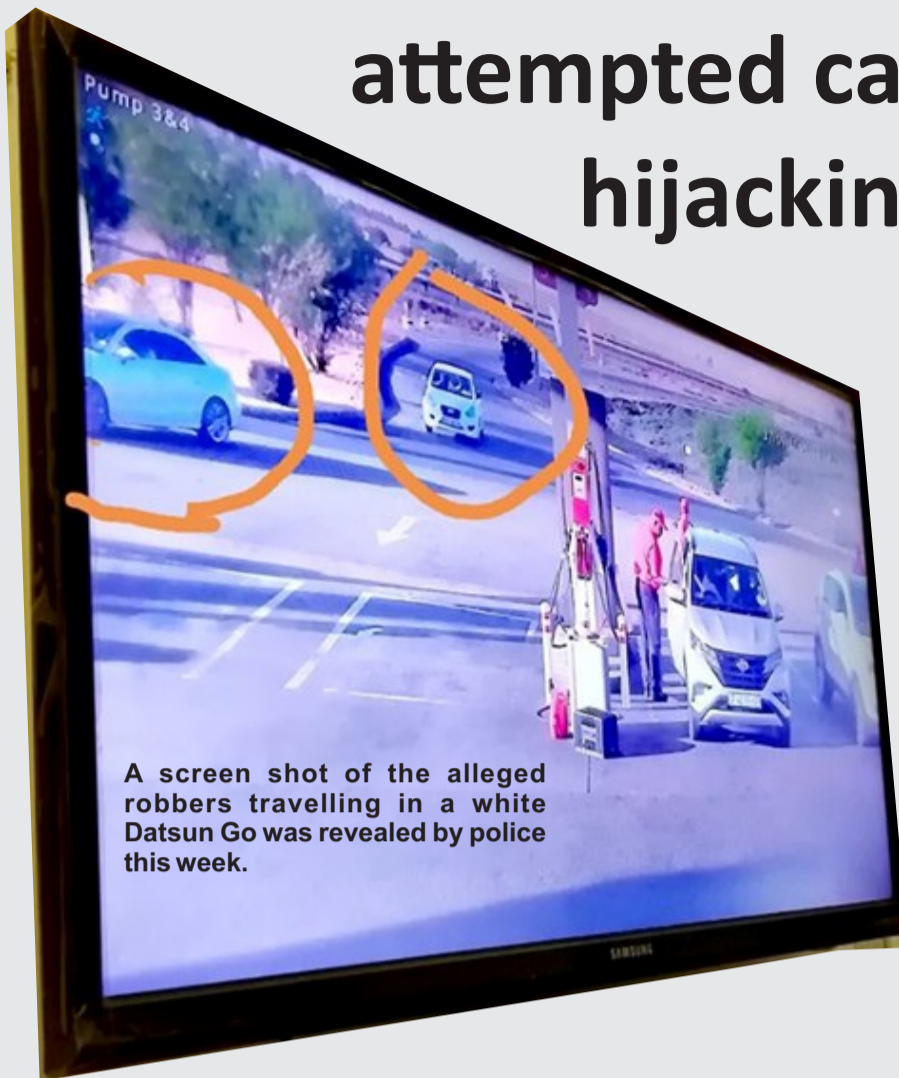 attempted ca
hijackin
Pump 3&4
A screen shot of the alleged
robbers travelling in a white
Datsun Go was revealed by police
this week.
SAMSUNG